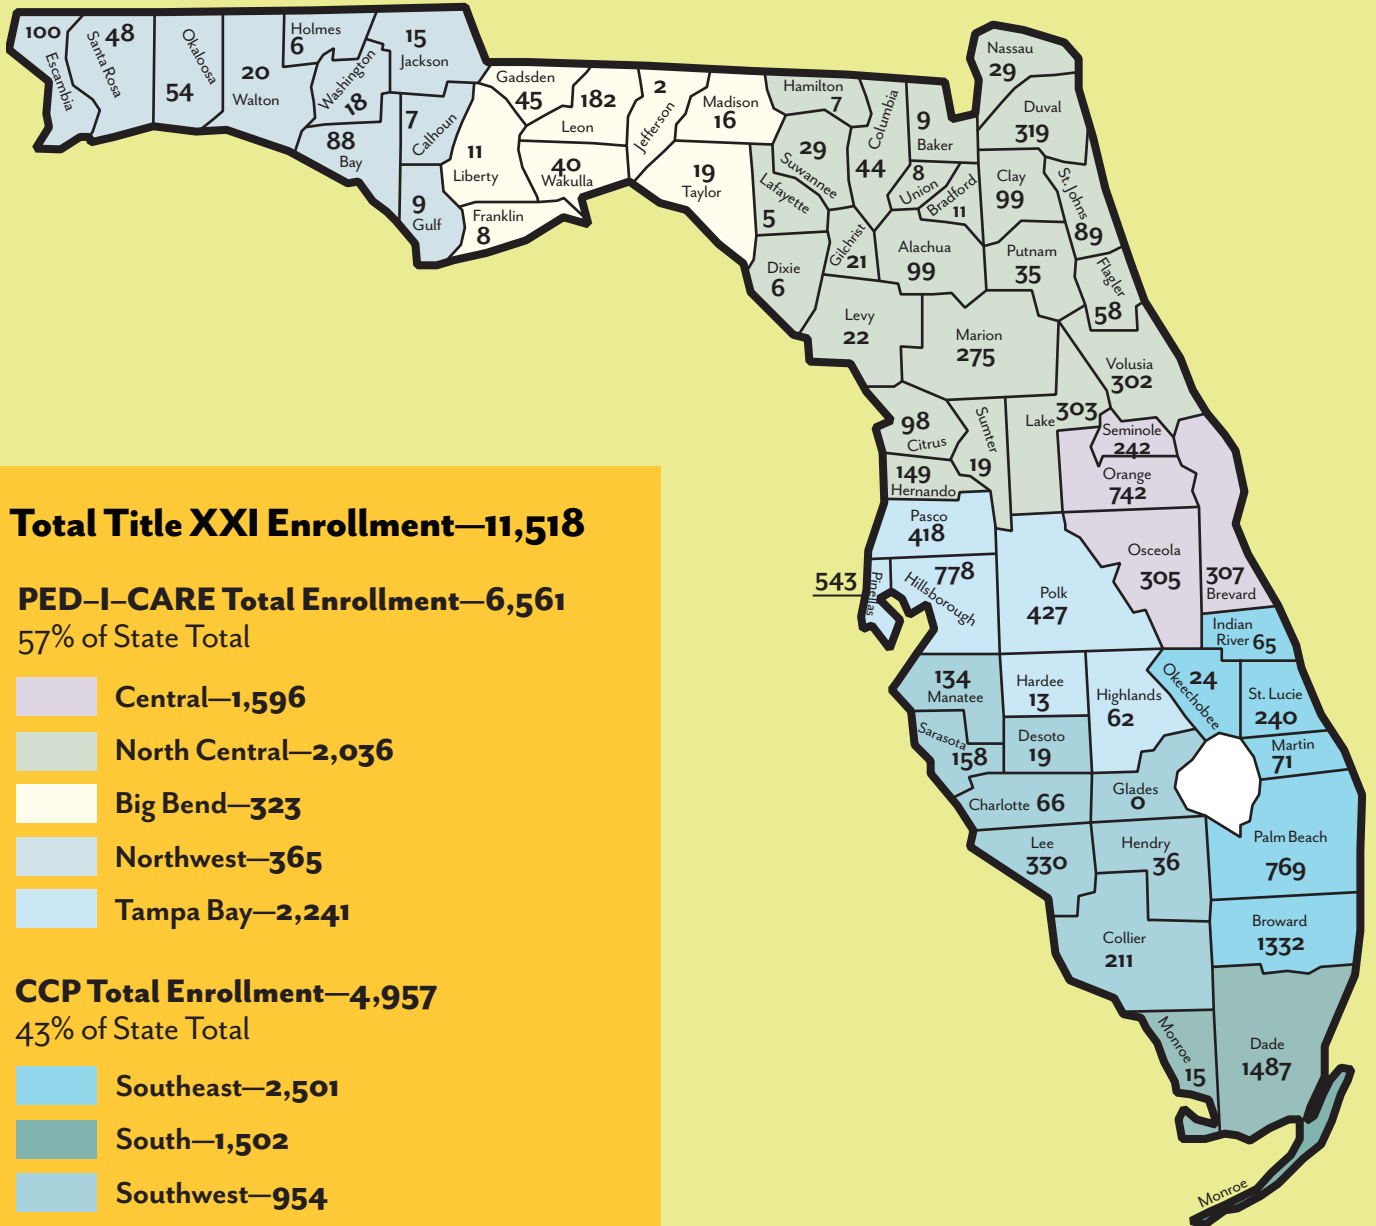 100
Escambia
48
Santa Rosa
Okaloosa
54
20
Walton
Holmes
6
Washington
18
15
Jackson
88
Bay
7
Calhoun
9
Gulf
Gadsden
45
182
Leon
2
Jefferson
Madison
16
11
Liberty
40
Wakulla
Franklin
8
19
Taylor
Hamilton
7
29
Suwannee
Lafayette
5
Dixie
6
Columbia
44
9
Baker
8
Union
Bradford
11
Nassau
29
Duval
319
Clay
99
St. Johns
89
Gilchrist
21
Alachua
99
Putnam
35
Flagler
58
Levy
22
Marion
275
Volusia
302
98
Citrus
Sumter
19
Lake 303
Seminole
242
149
Hernando
Orange
742
Pasco
418
Osceola
305
307
Brevard
543
Pinellas
778
Hillsborough
Polk
427
Indian
River 65
134
Manatee
Hardee
13
Highlands
62
24
Okeechobee
St. Lucie
240
Sarasota
158
Desoto
19
Martin
71
Charlotte 66
Glades
0
Lee
330
Hendry
36
Palm Beach
769
Collier
211
Broward
1332
Monroe
15
Dade
1487
Monroe
Total Title XXI Enrollment—11,518
PED–I–CARE Total Enrollment—6,561
57% of State Total
Central—1,596
North Central—2,036
Big Bend—323
Northwest—365
Tampa Bay—2,241
CCP Total Enrollment—4,957
43% of State Total
Southeast—2,501
South—1,502
Southwest—954